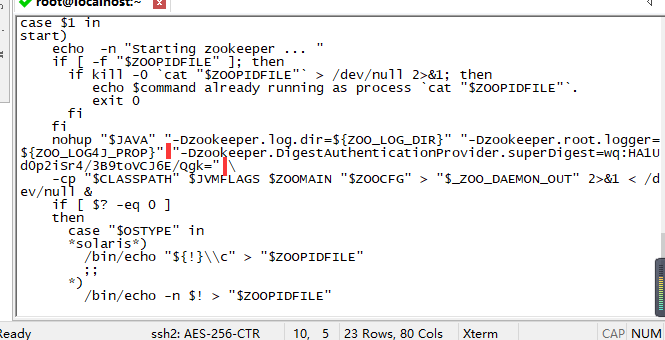 root@localhost:~
case $1 in
start)
    echo  -n "Starting zookeeper ... "
    if [ -f "$ZOOPIDFILE" ]; then
      if kill -0 `cat "$ZOOPIDFILE"` > /dev/null 2>&1; then
         echo $command already running as process `cat "$ZOOPIDFILE"`.
         exit 0
      fi
    fi
    nohup "$JAVA" "-Dzookeeper.log.dir=${ZOO_LOG_DIR}" "-Dzookeeper.root.logger=
${ZOO_LOG4J_PROP}" "-Dzookeeper.DigestAuthenticationProvider.superDigest=wq:HA1U
dOp2iSr4/3B9toVCJ6E/Qgk=" \
    -cp "$CLASSPATH" $JVMFLAGS $ZOOMAIN "$ZOOCFG" > "$_ZOO_DAEMON_OUT" 2>&1 < /d
ev/null &
    if [ $? -eq 0 ]
    then
      case "$OSTYPE" in
      *solaris*)
        /bin/echo "${!}\\c" > "$ZOOPIDFILE"
        ;;
      *)
        /bin/echo -n $! > "$ZOOPIDFILE"
Ready ssh2: AES-256-CTR 10, 5 23 Rows, 80 Cols Xterm CAP NUM